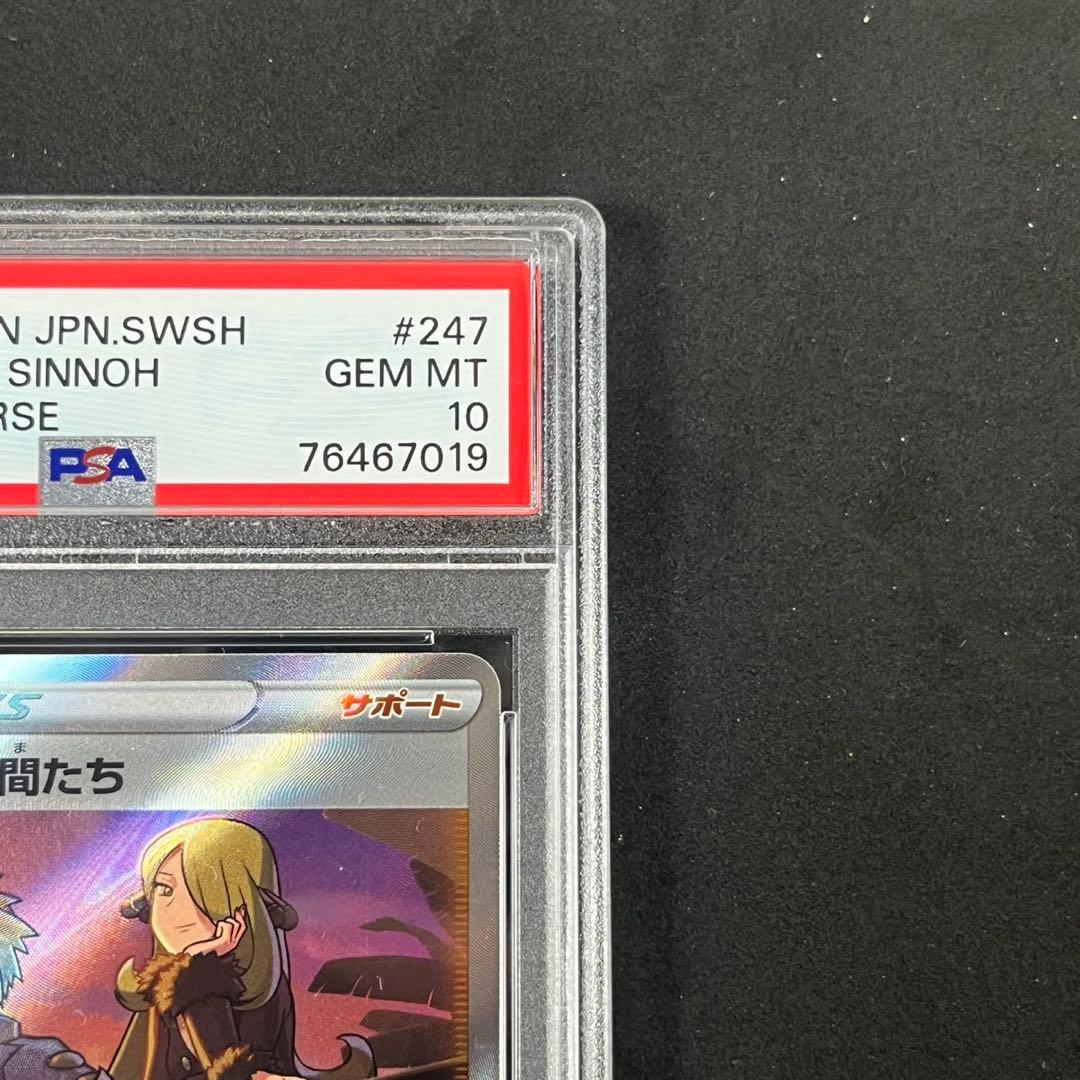 N JPN.SWSH #247
SINNOH GEM MT
RSE 10
PSA 76467019
サポート
ま
間たち